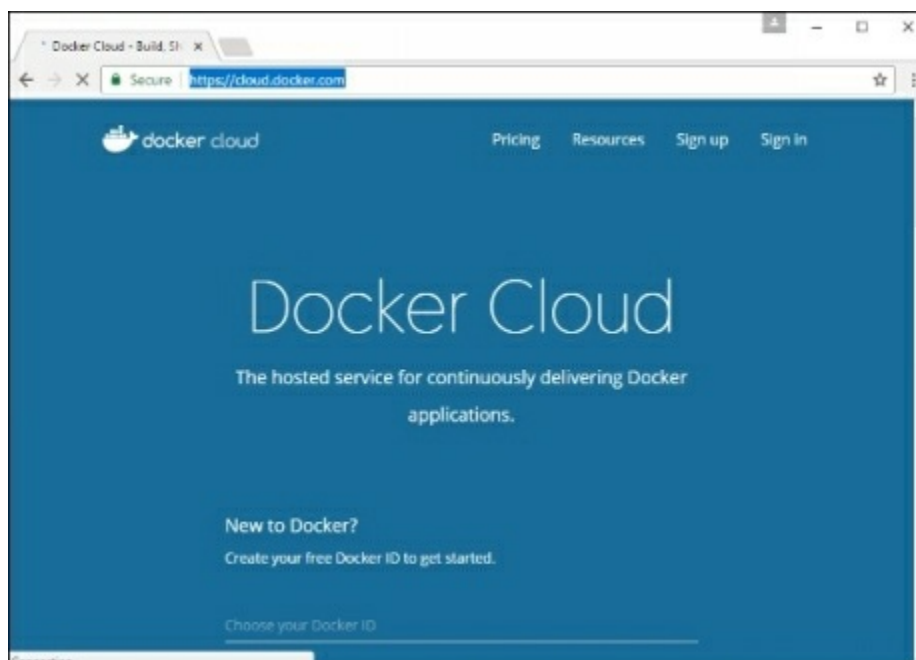 Docker Cloud - Build, Sh
Secure https://cloud.docker.com
docker cloud Pricing Resources Sign up Sign in
Docker Cloud
The hosted service for continuously delivering Docker
applications.
New to Docker?
Create your free Docker ID to get started.
Choose your Docker ID